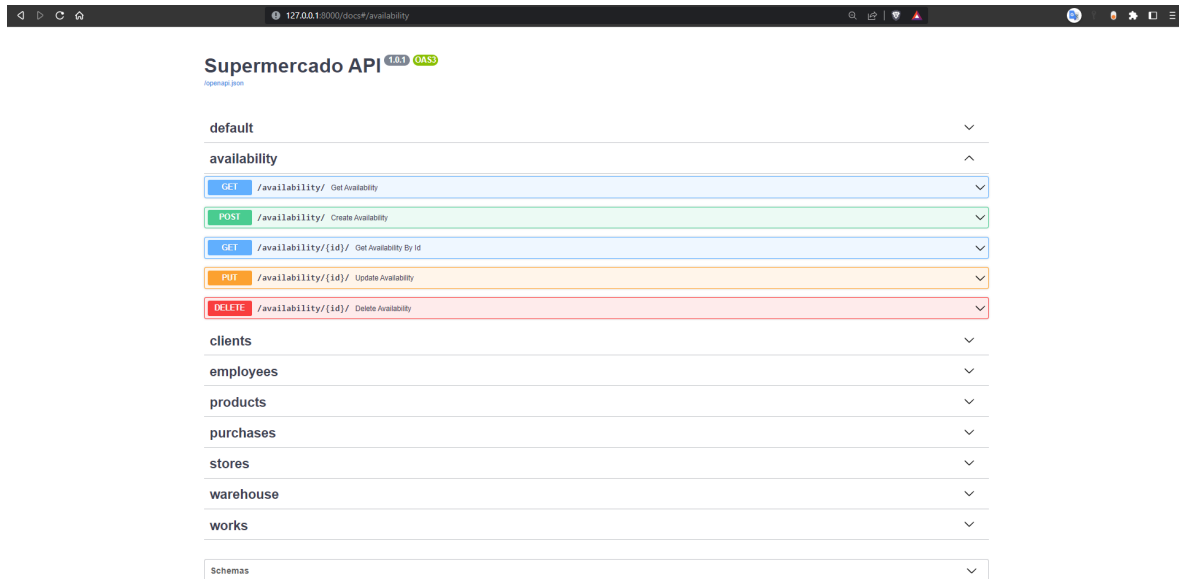 127.0.0.1:8000/docs#/availability
Supermercado API 1.0.1 OAS3
/openapi.json
default
availability
GET /availability/ Get Availability
POST /availability/ Create Availability
GET /availability/{id}/ Get Availability By Id
PUT /availability/{id}/ Update Availability
DELETE /availability/{id}/ Delete Availability
clients
employees
products
purchases
stores
warehouse
works
Schemas